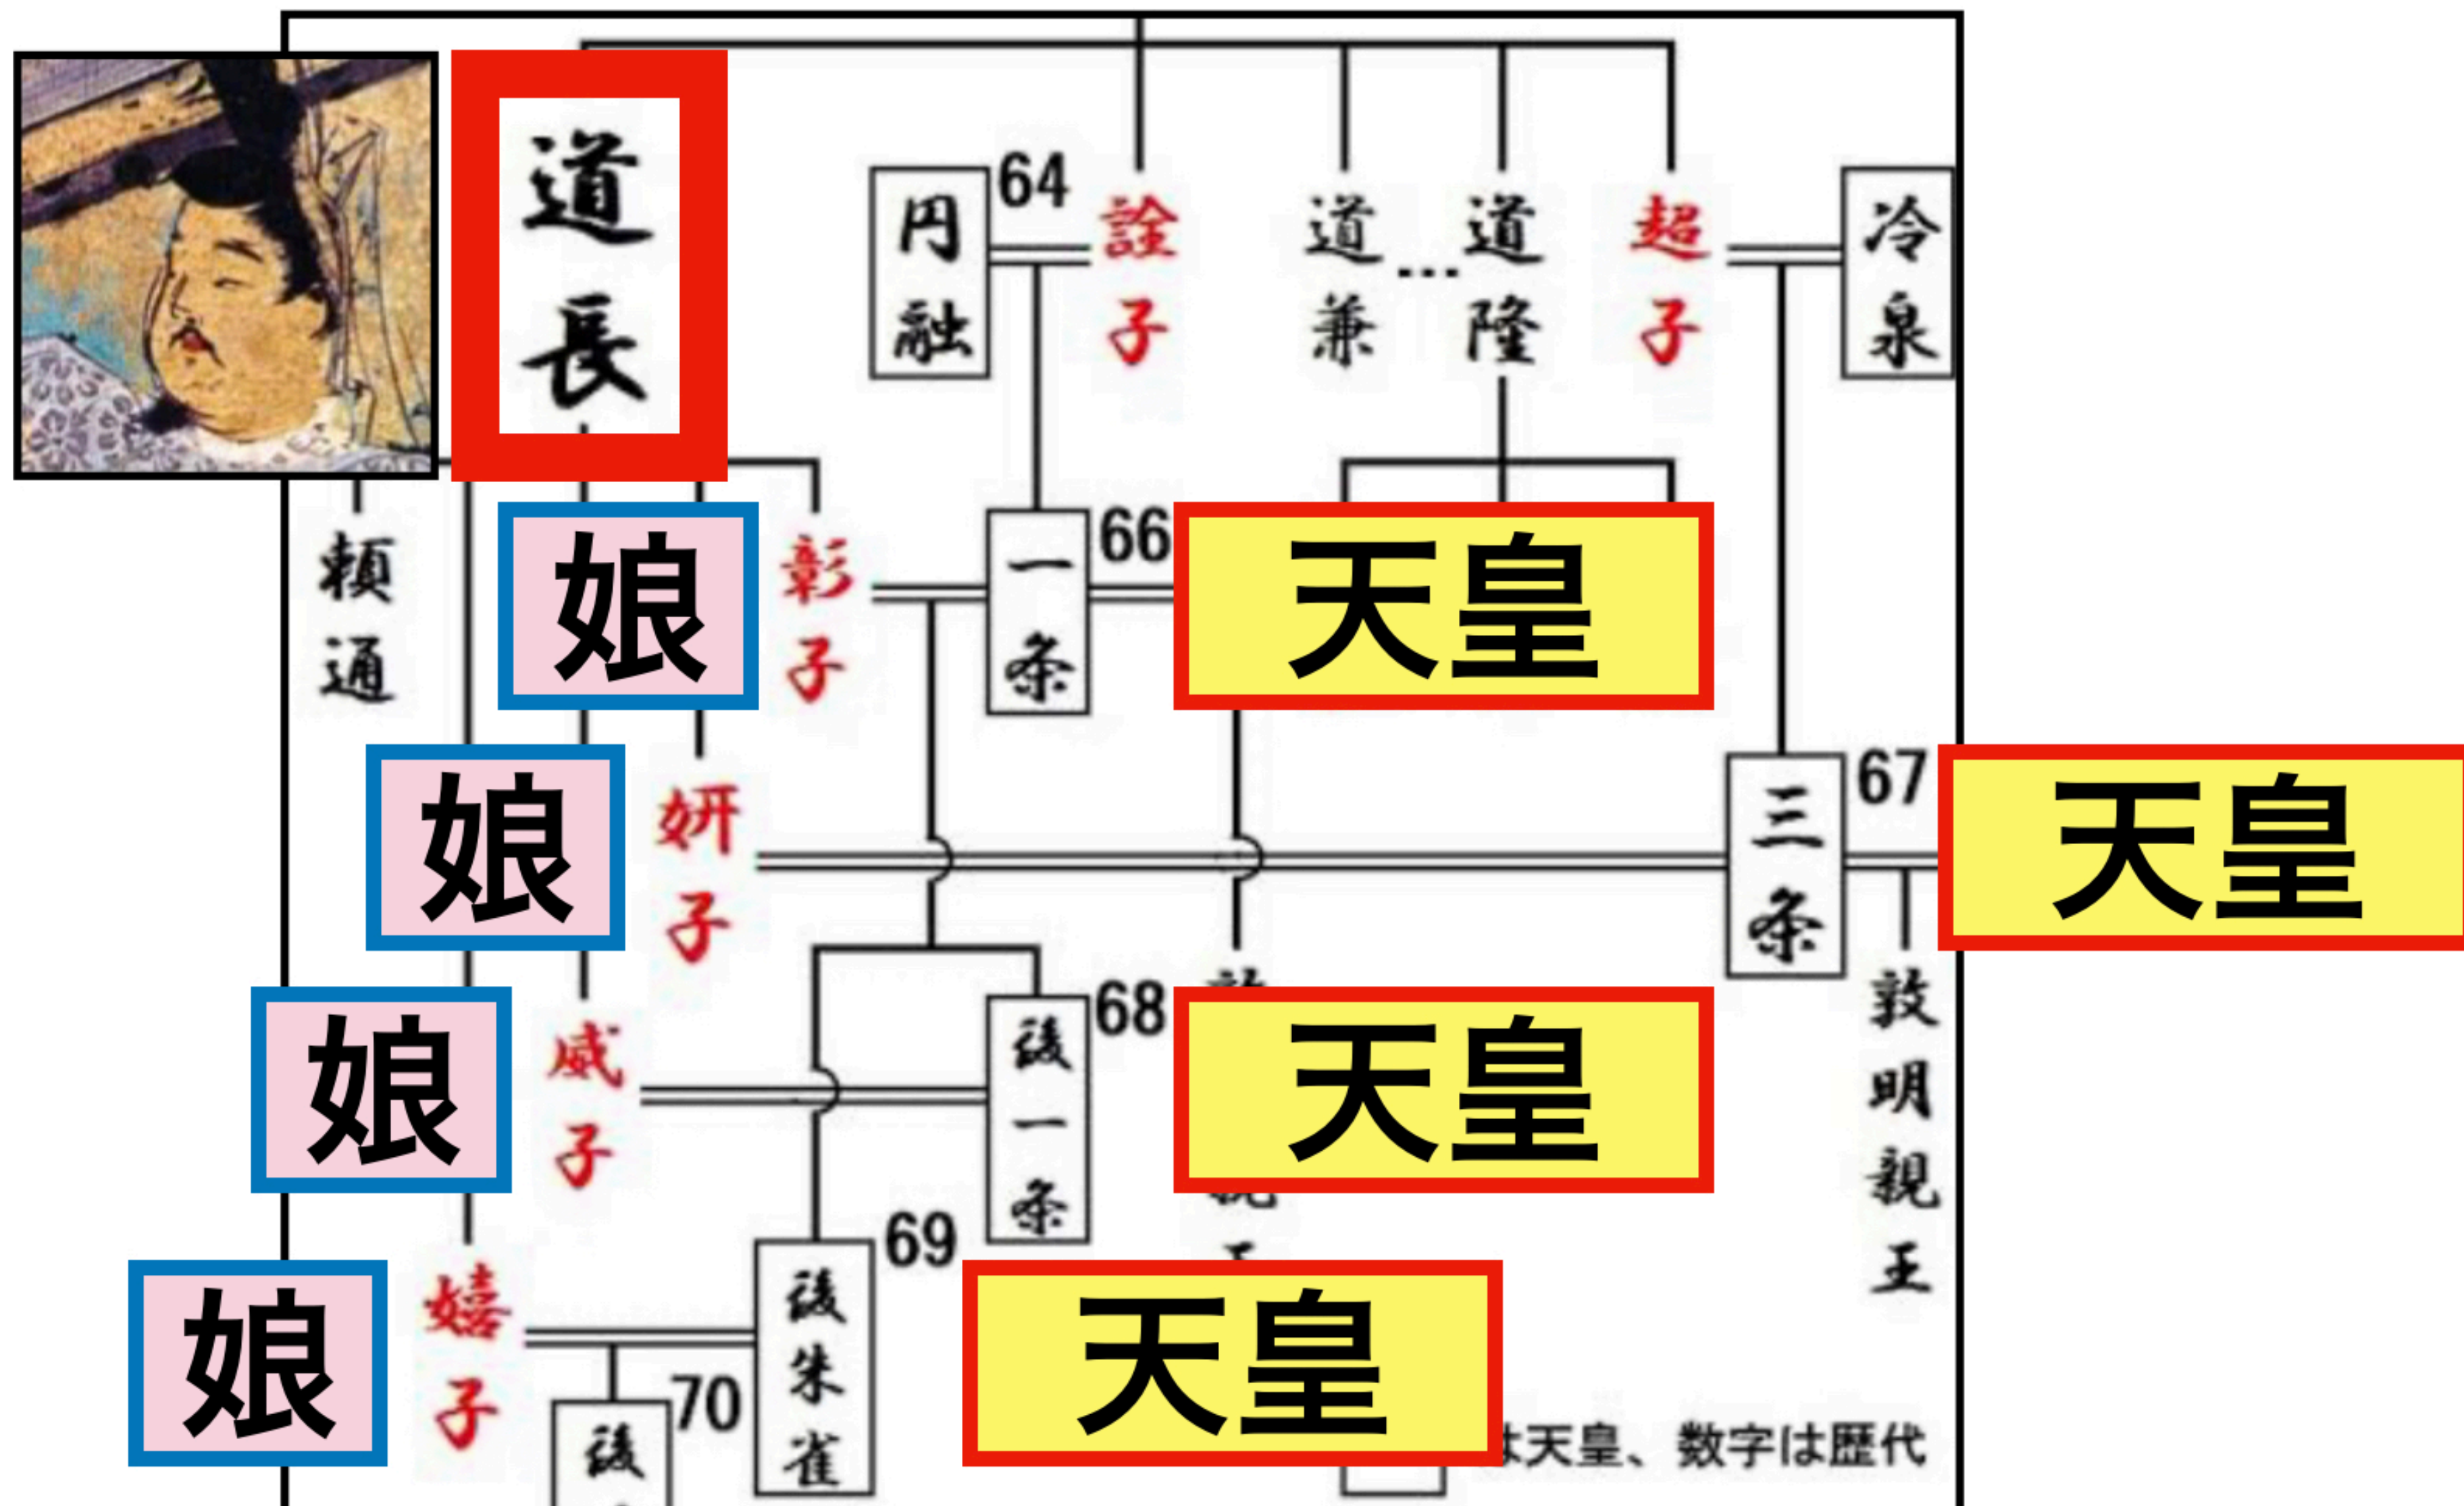 道長
円融
64
詮子
道兼
…
道隆
超子
冷泉
頼通
娘
彰子
一条
66
天皇
娘
妍子
三条
67
天皇
敦明親王
娘
威子
後一条
68
天皇
親王
娘
嬉子
後朱雀
69
天皇
後
70
は天皇、数字は歴代